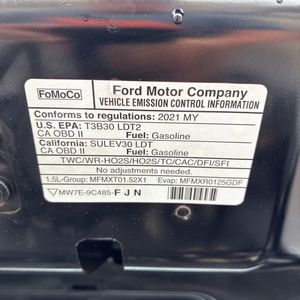 FoMoCo
Ford Motor Company
VEHICLE EMISSION CONTROL INFORMATION
Conforms to regulations: 2021 MY
U.S. EPA: T3B30 LDT2
CA OBD II Fuel: Gasoline
California: SULEV30 LDT
CA OBD II Fuel: Gasoline
TWC/WR-HO2S/HO2S/TC/CAC/DFI/SFI
No adjustments needed.
1.5L-Group: MFMXT01.52X1 Evap: MFMXR0125GDF
MW7E-9C485-F J N